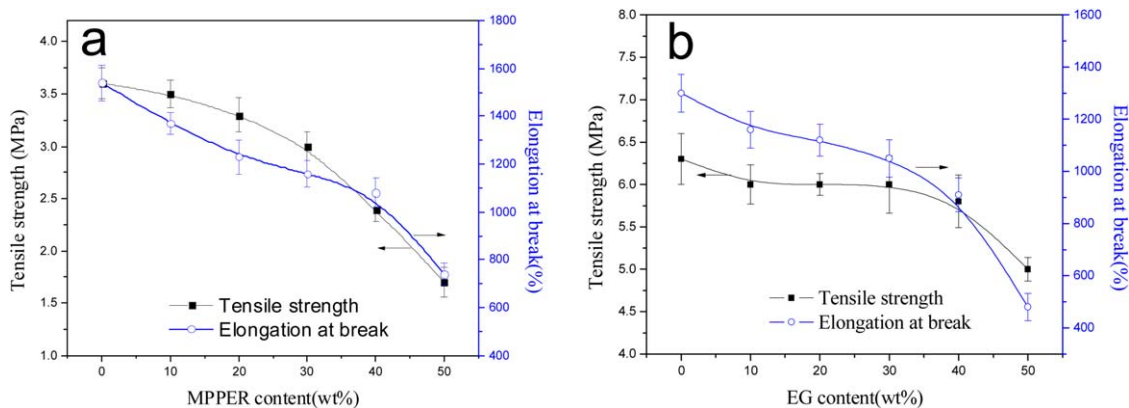 a
Tensile strength (MPa)
4.0
3.5
3.0
2.5
2.0
1.5
1.0
0 10 20 30 40 50
MPPER content(wt%)
1800
1600
1400
1200
1000
800
600
400
Elongation at break(%)
Tensile strength
Elongation at break
b
Tensile strength (MPa)
8.0
7.5
7.0
6.5
6.0
5.5
5.0
4.5
4.0
0 10 20 30 40 50
EG content(wt%)
1600
1400
1200
1000
800
600
400
Elongation at break(%)
Tensile strength
Elongation at break